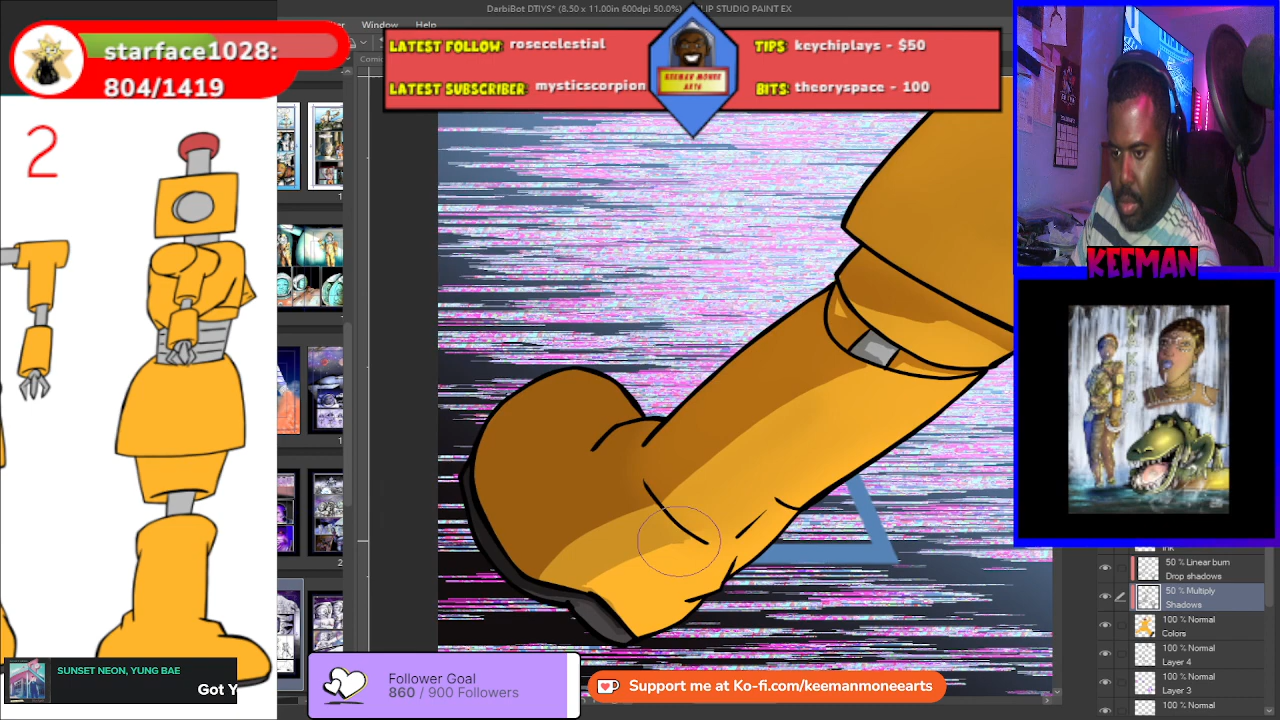 Window Help
DarbiBot DTIYS* (8.50 x 11.00in 600dpi 50.0%)
IP STUDIO PAINT EX
starface1028:
804/1419
LATEST FOLLOW: rosecelestial
LATEST SUBSCRIBER: mysticscorpion
KEEMAN MONEE
ARTS
TIPS: keychiplays - $50
BITS: theoryspace - 100
2
KEEMAN
50 % Linear burn
Drop shadows
50 % Multiply
Shadows
100 % Normal
Colors
100 % Normal
Layer 4
100 % Normal
Layer 3
100 % Normal
SUNSET NEON, YUNG BAE
Got Y
Follower Goal
860 / 900 Followers
Support me at Ko-fi.com/keemanmoneearts